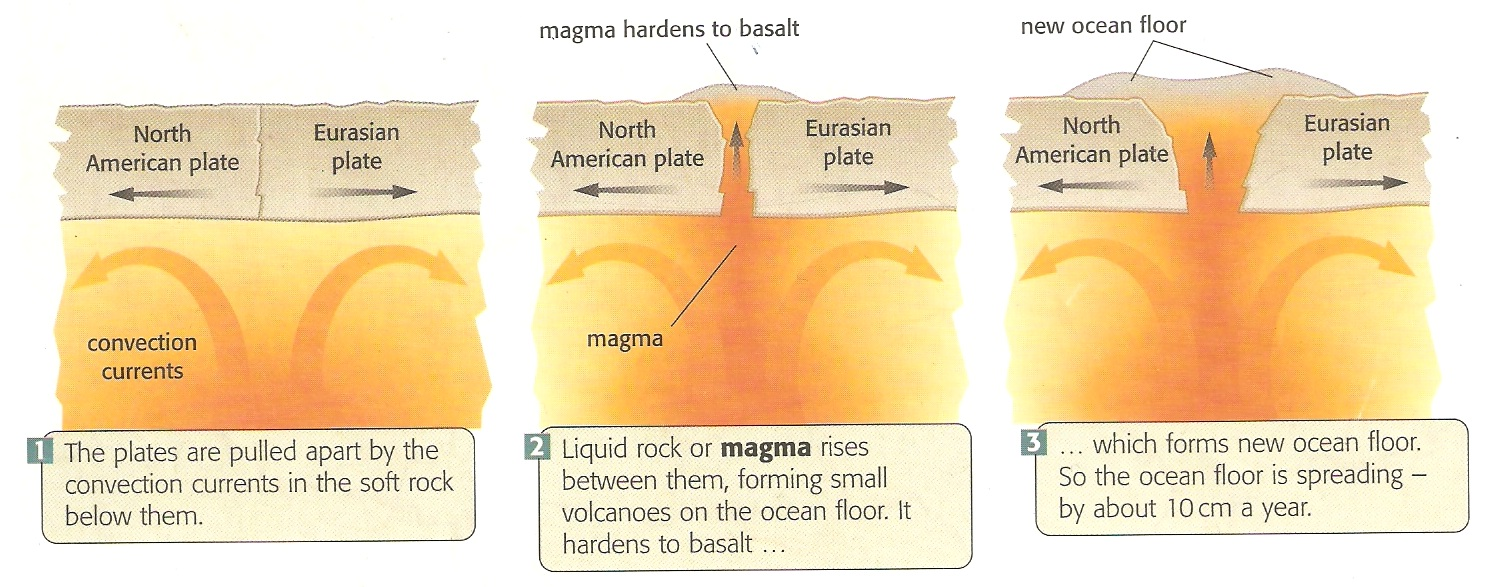 magma hardens to basalt
new ocean floor
North
American plate
Eurasian
plate
convection
currents
North
American plate
Eurasian
plate
magma
North
American plate
Eurasian
plate
1 The plates are pulled apart by the
convection currents in the soft rock
below them.
2 Liquid rock or magma rises
between them, forming small
volcanoes on the ocean floor. It
hardens to basalt ...
3 ... which forms new ocean floor.
So the ocean floor is spreading –
by about 10 cm a year.